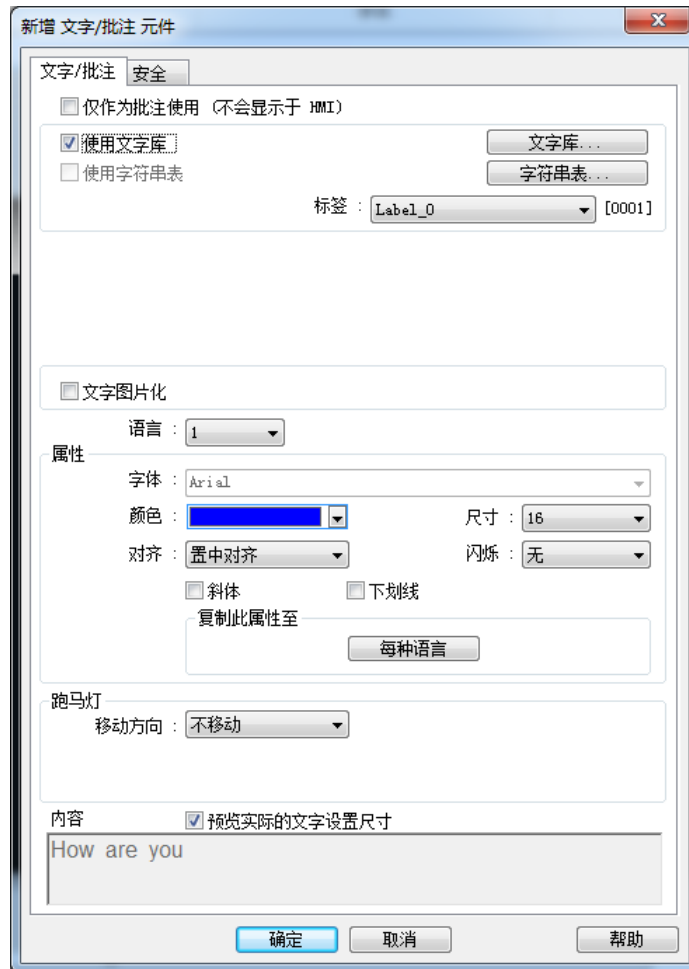 新增 文字/批注 元件
文字/批注 安全
仅作为批注使用 (不会显示于 HMI)
使用文字库 文字库...
使用字符串表 字符串表...
标签 : Label_0 [0001]
文字图片化
语言 : 1
属性
字体 : Arial
颜色 : 尺寸 : 16
对齐 : 置中对齐 闪烁 : 无
斜体 下划线
复制此属性至
每种语言
跑马灯
移动方向 : 不移动
内容 预览实际的文字设置尺寸
How are you
确定 取消 帮助